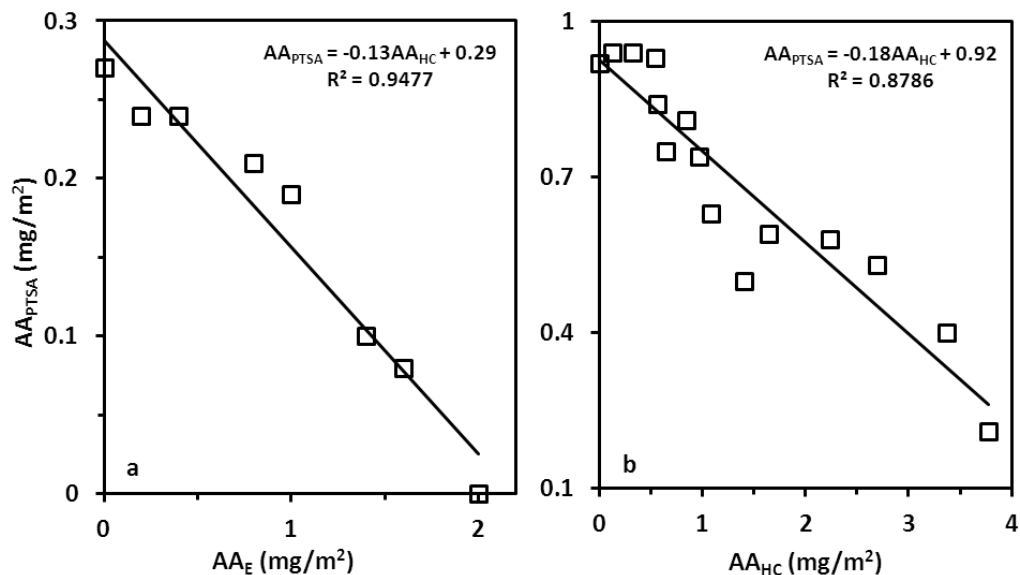 AA_PTSA (mg/m²)
0.3
0.2
0.1
0
AA_PTSA = -0.13AA_HC + 0.29
R² = 0.9477
a
0 1 2
AA_E (mg/m²)
1
0.7
0.4
0.1
AA_PTSA = -0.18AA_HC + 0.92
R² = 0.8786
b
0 1 2 3 4
AA_HC (mg/m²)